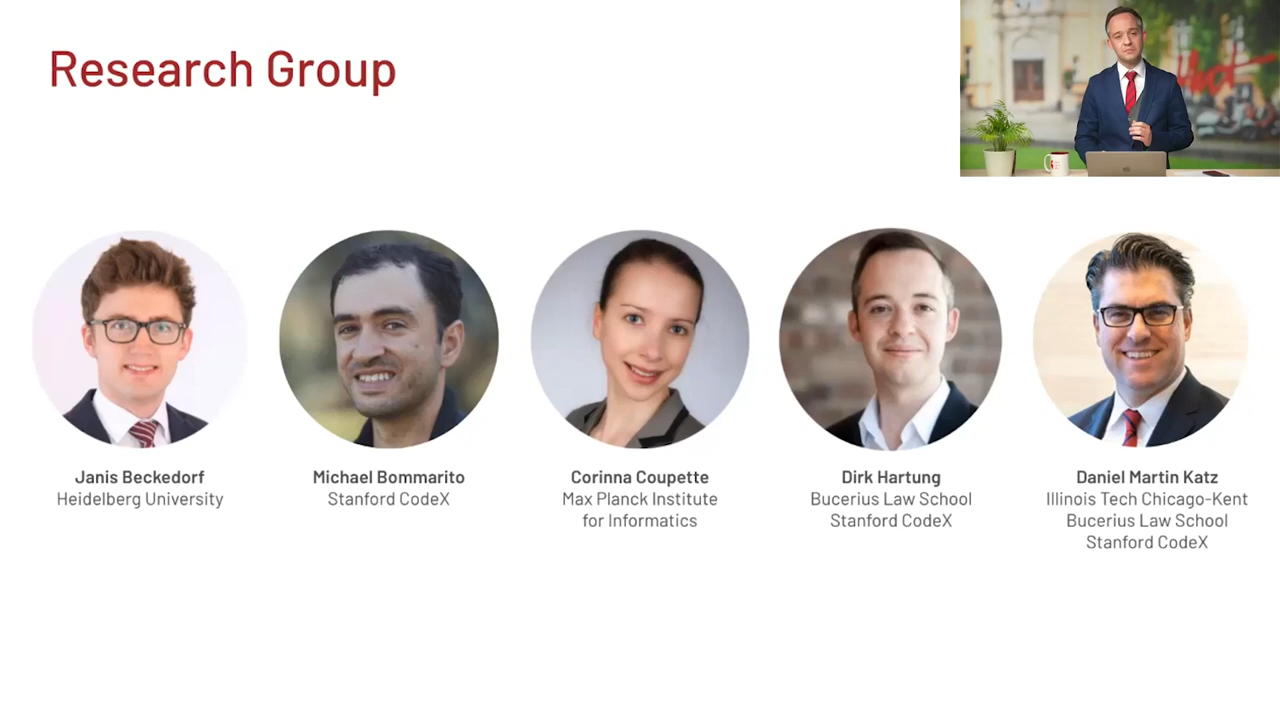 Research Group
Janis Beckedorf
Heidelberg University
Michael Bommarito
Stanford CodeX
Corinna Coupette
Max Planck Institute
for Informatics
Dirk Hartung
Bucerius Law School
Stanford CodeX
Daniel Martin Katz
Illinois Tech Chicago-Kent
Bucerius Law School
Stanford CodeX